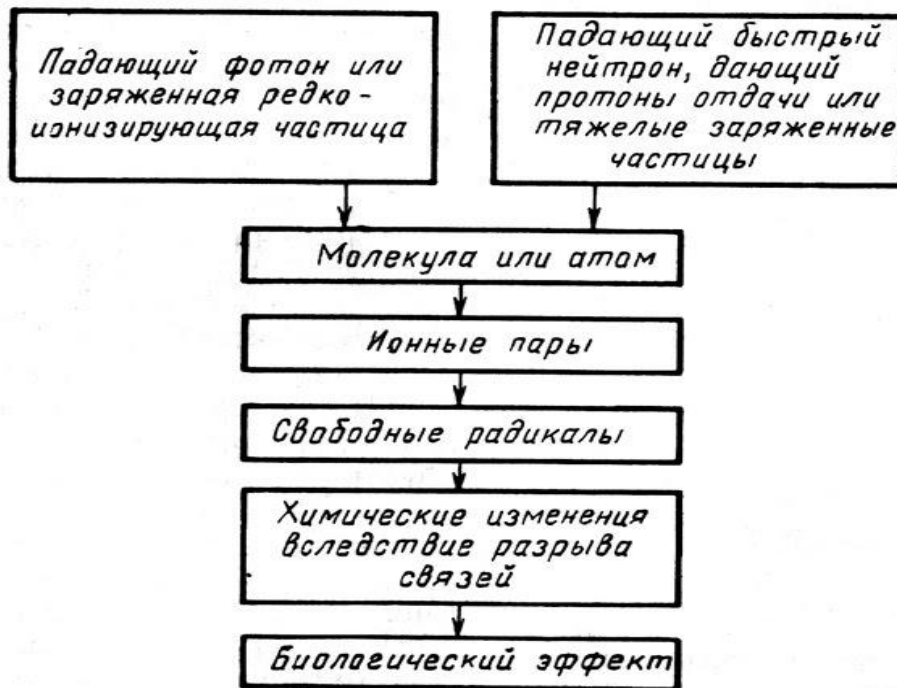 Падающий фотон или
заряженная редко-
ионизирующая частица
Падающий быстрый
нейтрон, дающий
протоны отдачи или
тяжелые заряженные
частицы
Молекула или атом
Ионные пары
Свободные радикалы
Химические изменения
вследствие разрыва
связей
Биологический эффект